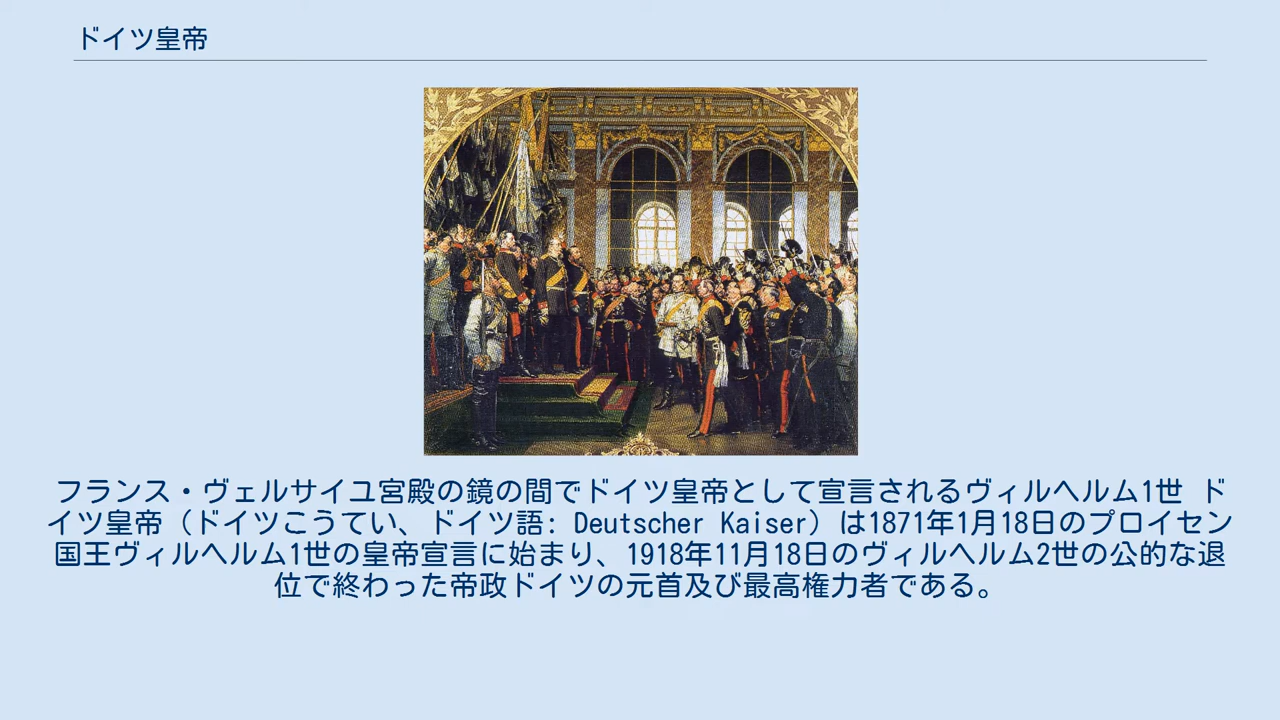 ドイツ皇帝
フランス・ヴェルサイユ宮殿の鏡の間でドイツ皇帝として宣言されるヴィルヘルム1世 ド
イツ皇帝（ドイツこうてい、ドイツ語: Deutscher Kaiser）は1871年1月18日のプロイセン
国王ヴィルヘルム1世の皇帝宣言に始まり、1918年11月18日のヴィルヘルム2世の公的な退
位で終わった帝政ドイツの元首及び最高権力者である。